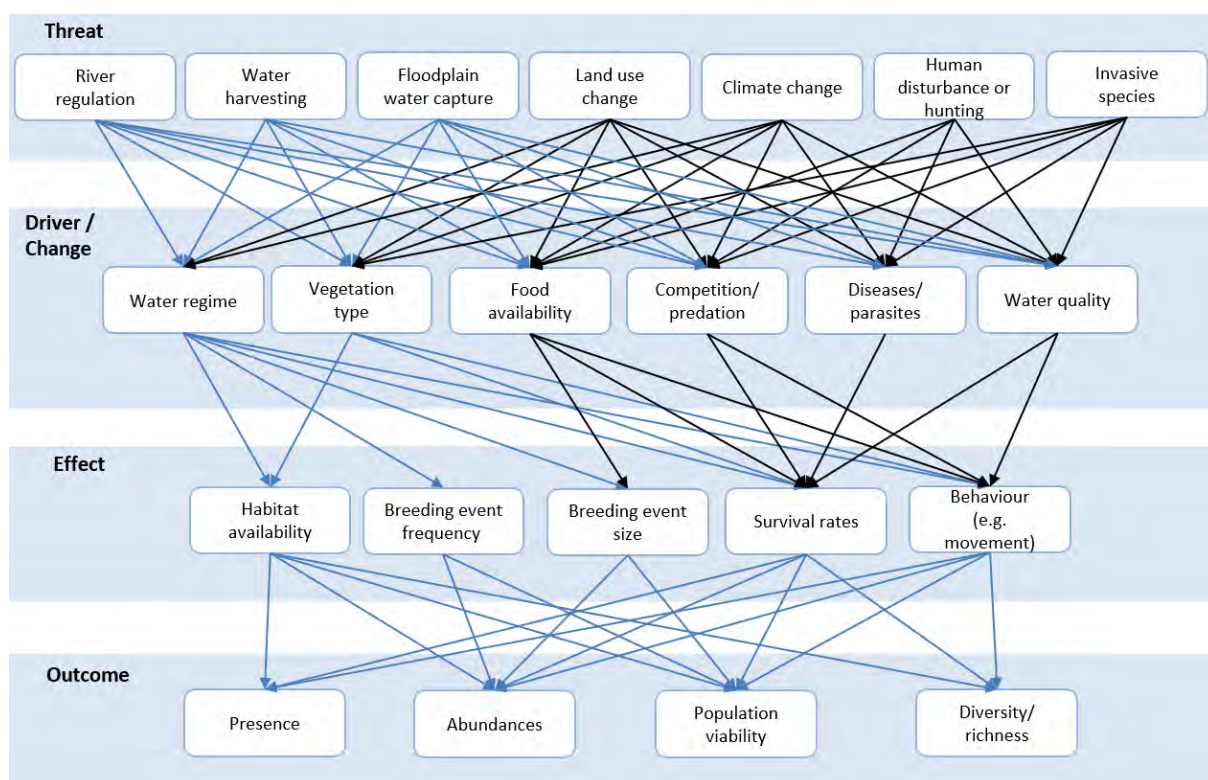 Threat
River
regulation
Water
harvesting
Floodplain
water capture
Land use
change
Climate change
Human
disturbance or
hunting
Invasive
species
Driver /
Change
Water regime
Vegetation
type
Food
availability
Competition/
predation
Diseases/
parasites
Water quality
Effect
Habitat
availability
Breeding event
frequency
Breeding event
size
Survival rates
Behaviour
(e.g.
movement)
Outcome
Presence
Abundances
Population
viability
Diversity/
richness